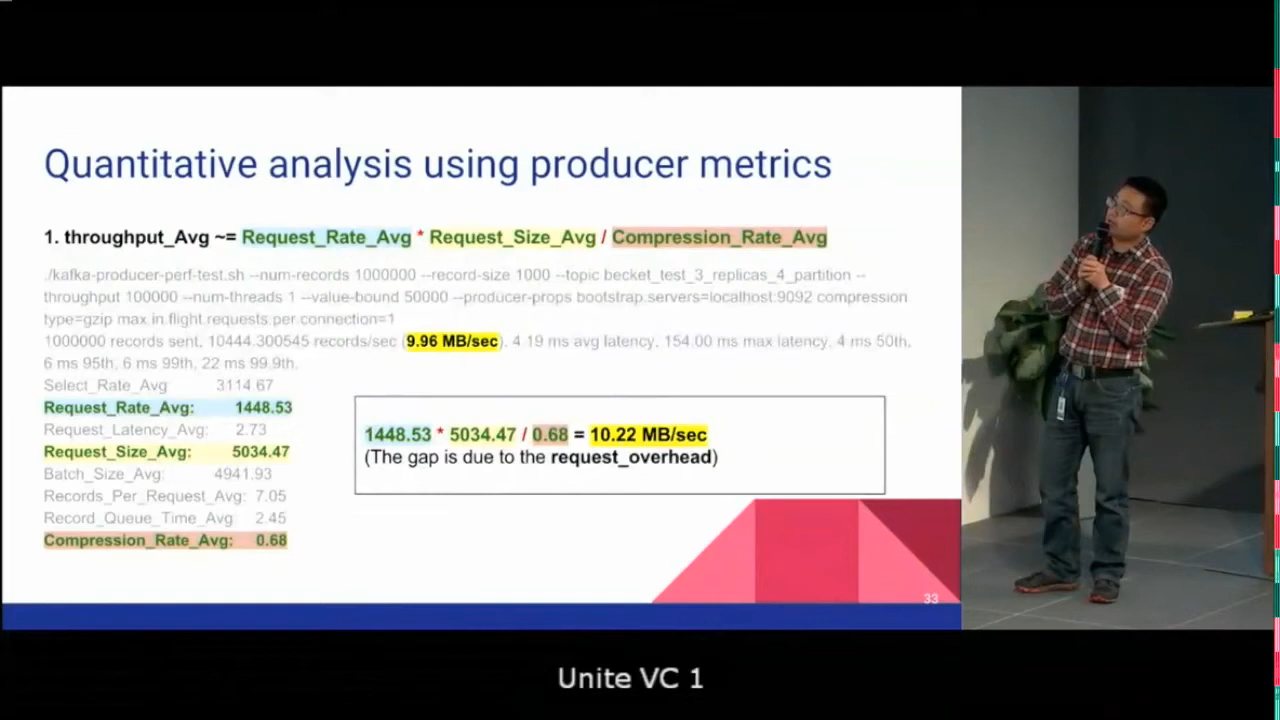 Quantitative analysis using producer metrics
1. throughput_Avg ~= Request_Rate_Avg * Request_Size_Avg / Compression_Rate_Avg
./kafka-producer-perf-test.sh --num-records 1000000 --record-size 1000 --topic becket_test_3_replicas_4_partition --
throughput 100000 --num-threads 1 --value-bound 50000 --producer-props bootstrap.servers=localhost:9092 compression
type=gzip max.in.flight.requests.per.connection=1
1000000 records sent, 10444.300545 records/sec (9.96 MB/sec), 4.19 ms avg latency, 154.00 ms max latency, 4 ms 50th,
6 ms 95th, 6 ms 99th, 22 ms 99.9th.
Select_Rate_Avg: 3114.67
Request_Rate_Avg: 1448.53
Request_Latency_Avg: 2.73
Request_Size_Avg: 5034.47
Batch_Size_Avg: 4941.93
Records_Per_Request_Avg: 7.05
Record_Queue_Time_Avg: 2.45
Compression_Rate_Avg: 0.68
1448.53 * 5034.47 / 0.68 = 10.22 MB/sec
(The gap is due to the request_overhead)
33
Unite VC 1